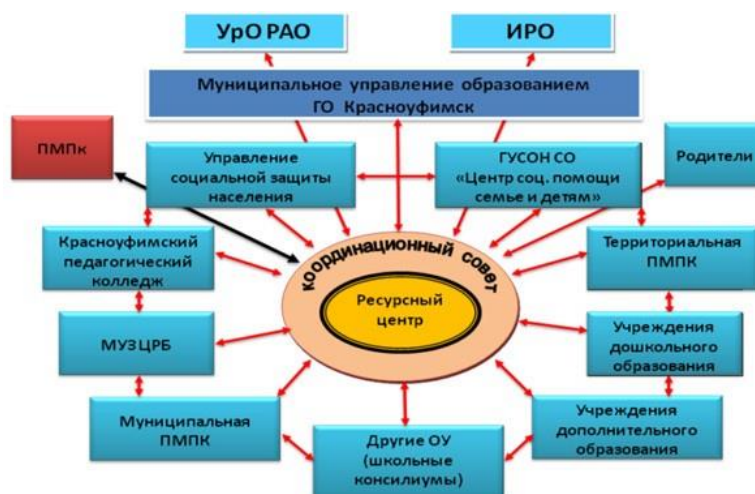 УрО РАО
ИРО
Муниципальное управление образованием
ГО Красноуфимск
ПМПк
Управление
социальной защиты
населения
ГУСОН СО
«Центр соц. помощи
семье и детям»
Родители
Красноуфимский
педагогический
колледж
координационный совет
Территориальная
ПМПК
Ресурсный
центр
МУЗ ЦРБ
Учреждения
дошкольного
образования
Муниципальная
ПМПК
Другие ОУ
(школьные
консилиумы)
Учреждения
дополнительного
образования